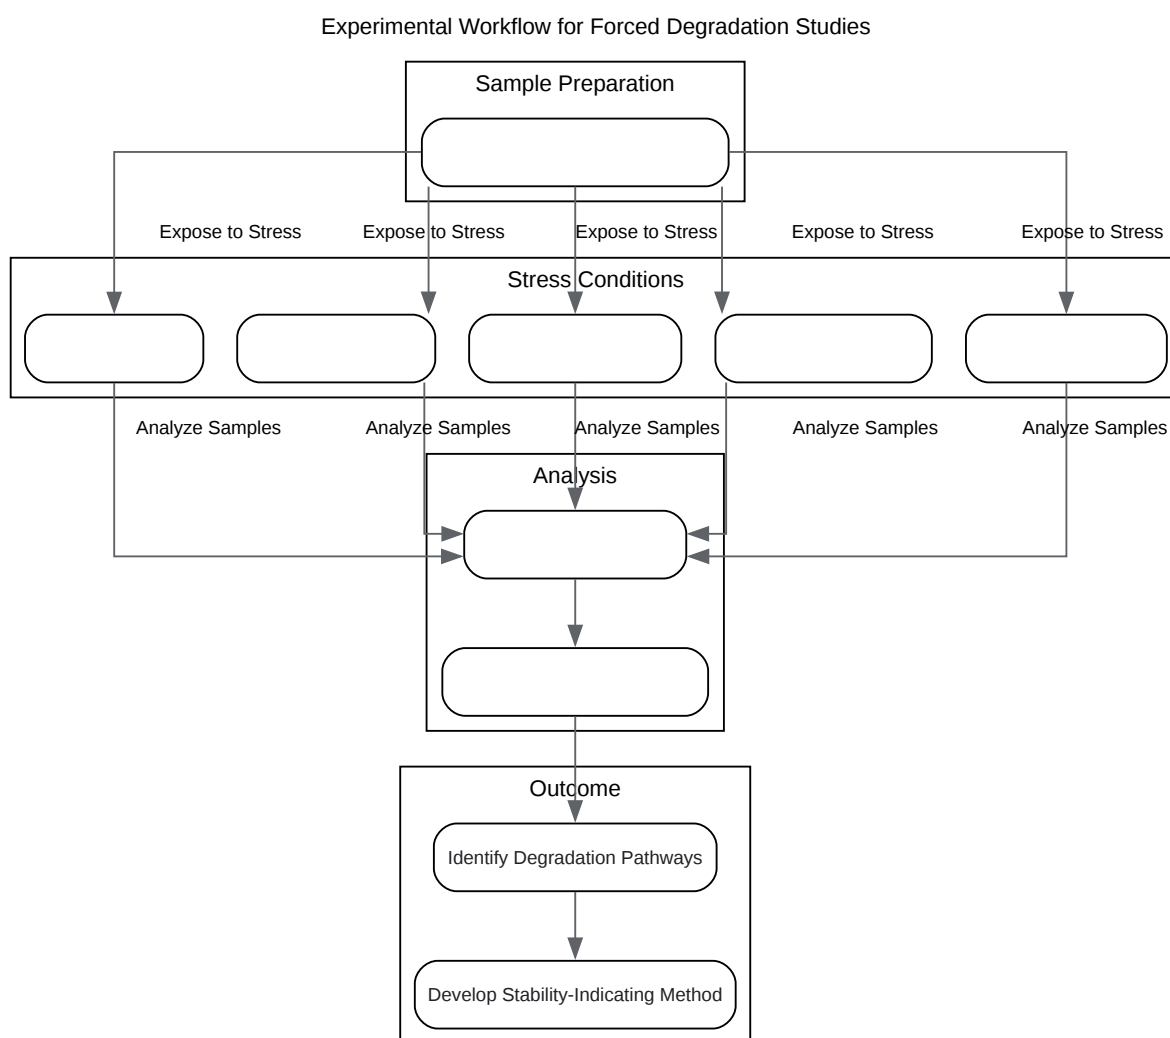 Experimental Workflow for Forced Degradation Studies
Sample Preparation
Expose to Stress
Expose to Stress
Expose to Stress
Expose to Stress
Expose to Stress
Stress Conditions
Analyze Samples
Analyze Samples
Analyze Samples
Analyze Samples
Analyze Samples
Analysis
Outcome
Identify Degradation Pathways
Develop Stability-Indicating Method